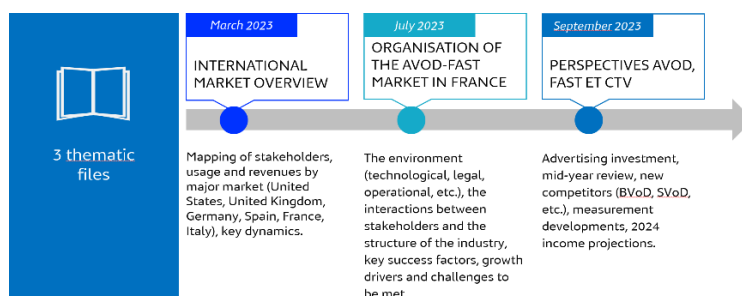 3 thematic
files
March 2023
INTERNATIONAL
MARKET OVERVIEW
Mapping of stakeholders,
usage and revenues by
major market (United
States, United Kingdom,
Germany, Spain, France,
Italy), key dynamics.
July 2023
ORGANISATION OF
THE AVOD-FAST
MARKET IN FRANCE
The environment
(technological, legal,
operational, etc.), the
interactions between
stakeholders and the
structure of the industry,
key success factors, growth
drivers and challenges to
be met
September 2023
PERSPECTIVES AVOD,
FAST ET CTV
Advertising investment,
mid-year review, new
competitors (BVoD, SVoD,
etc.), measurement
developments, 2024
income projections.